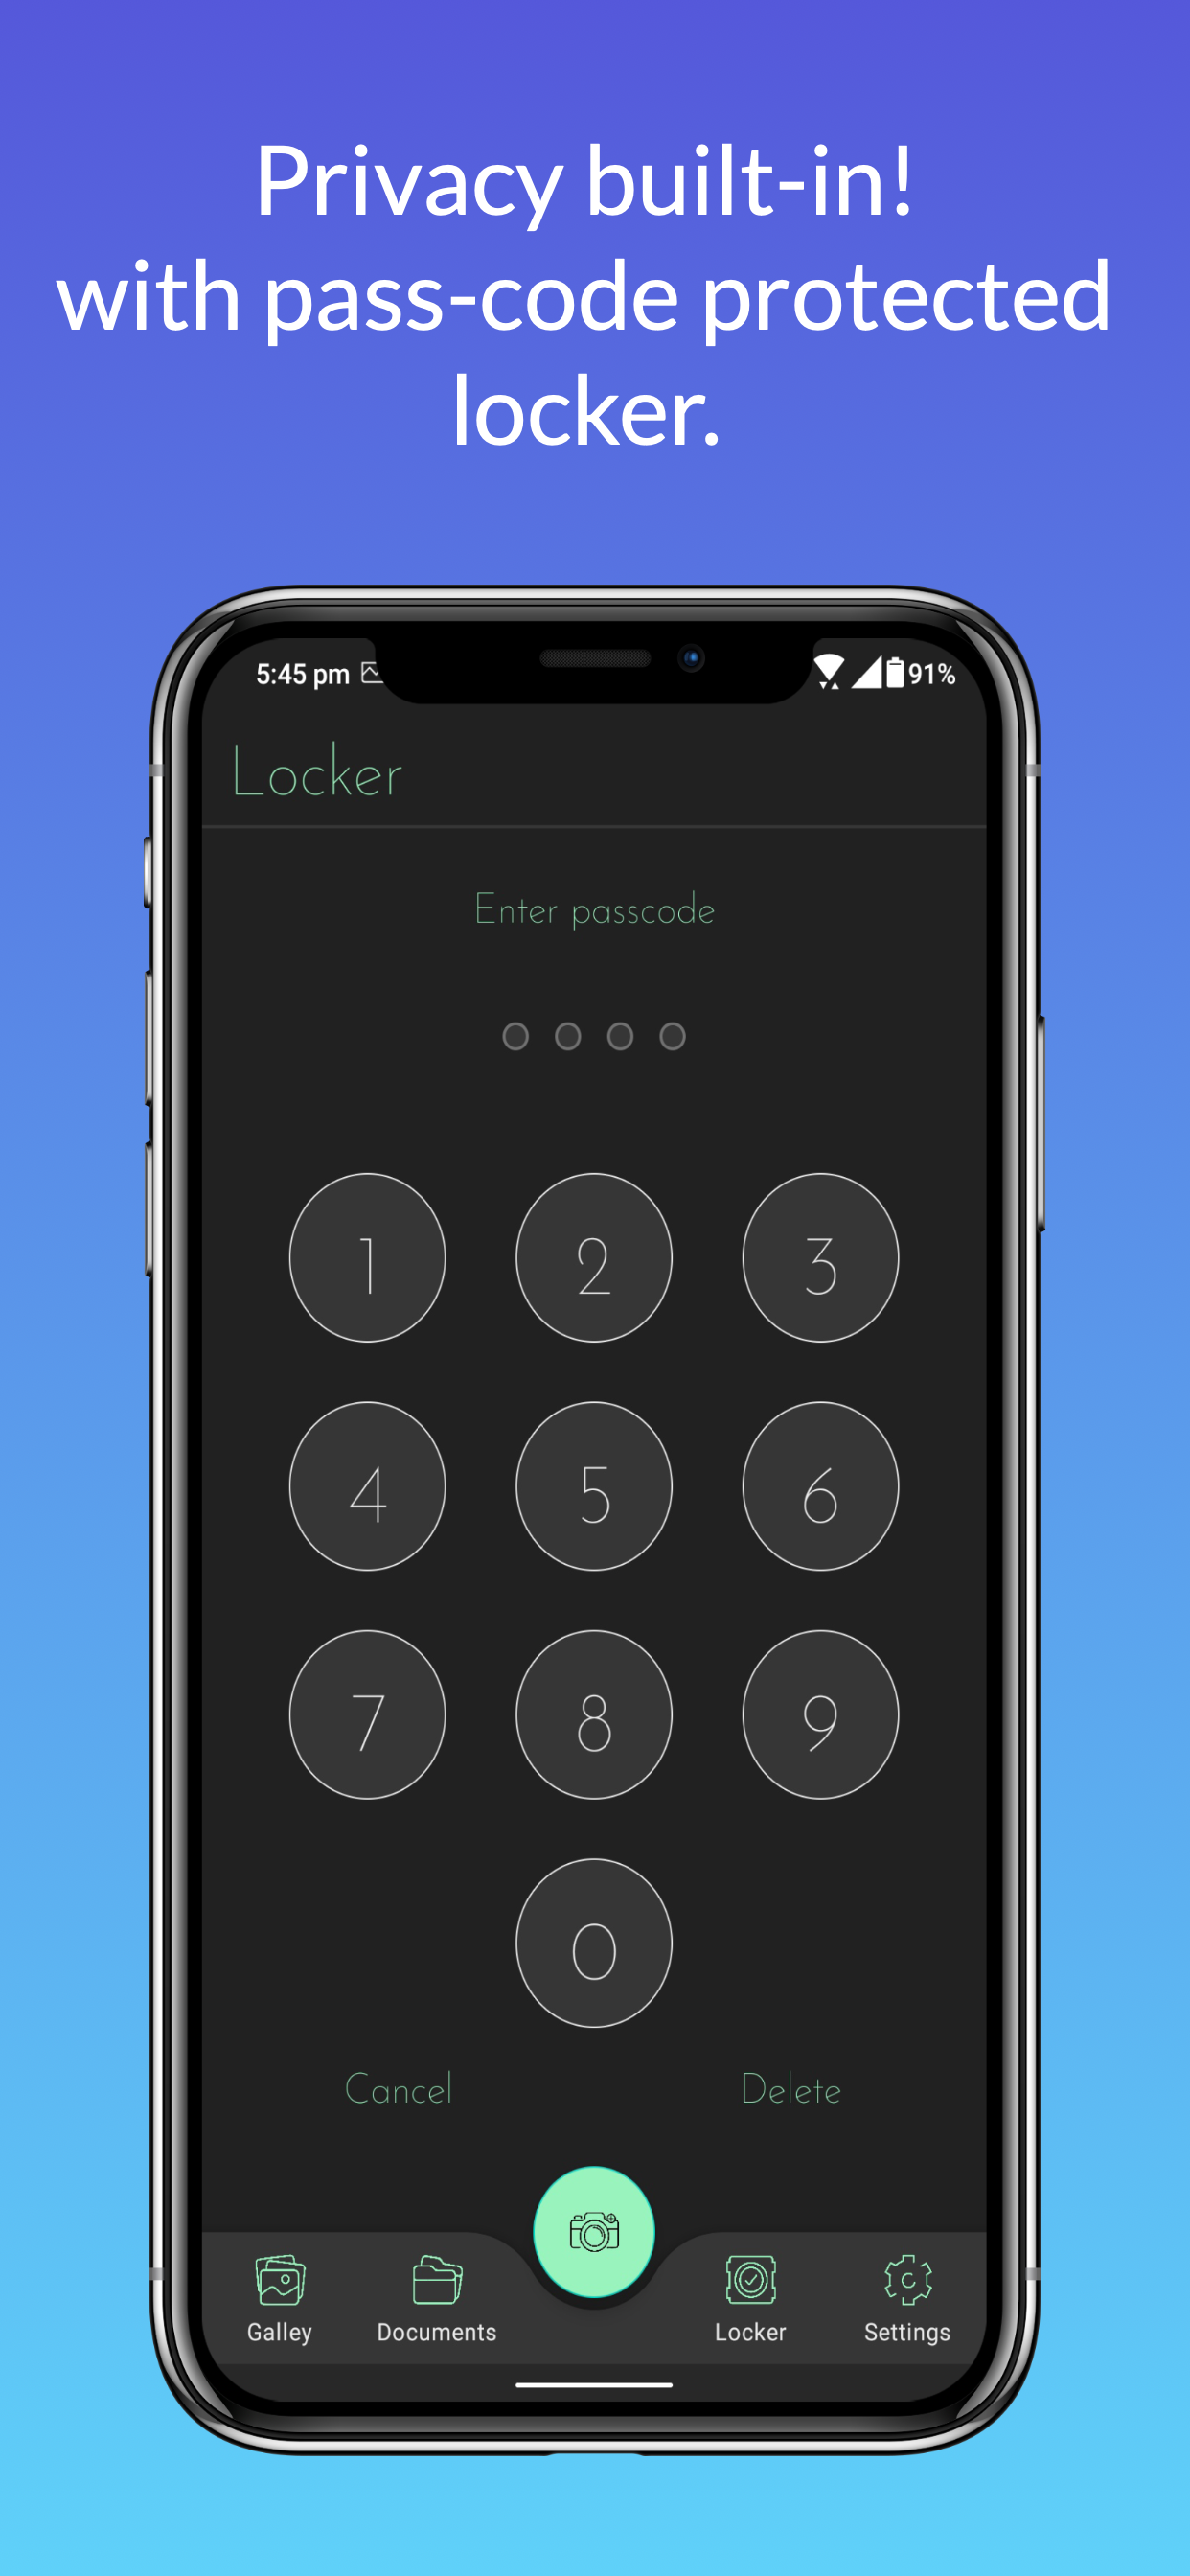 Privacy built-in!
with pass-code protected
locker.
5:45 pm 91%
Locker
Enter passcode
1 2 3
4 5 6
7 8 9
0
Cancel Delete
Galley Documents Locker Settings